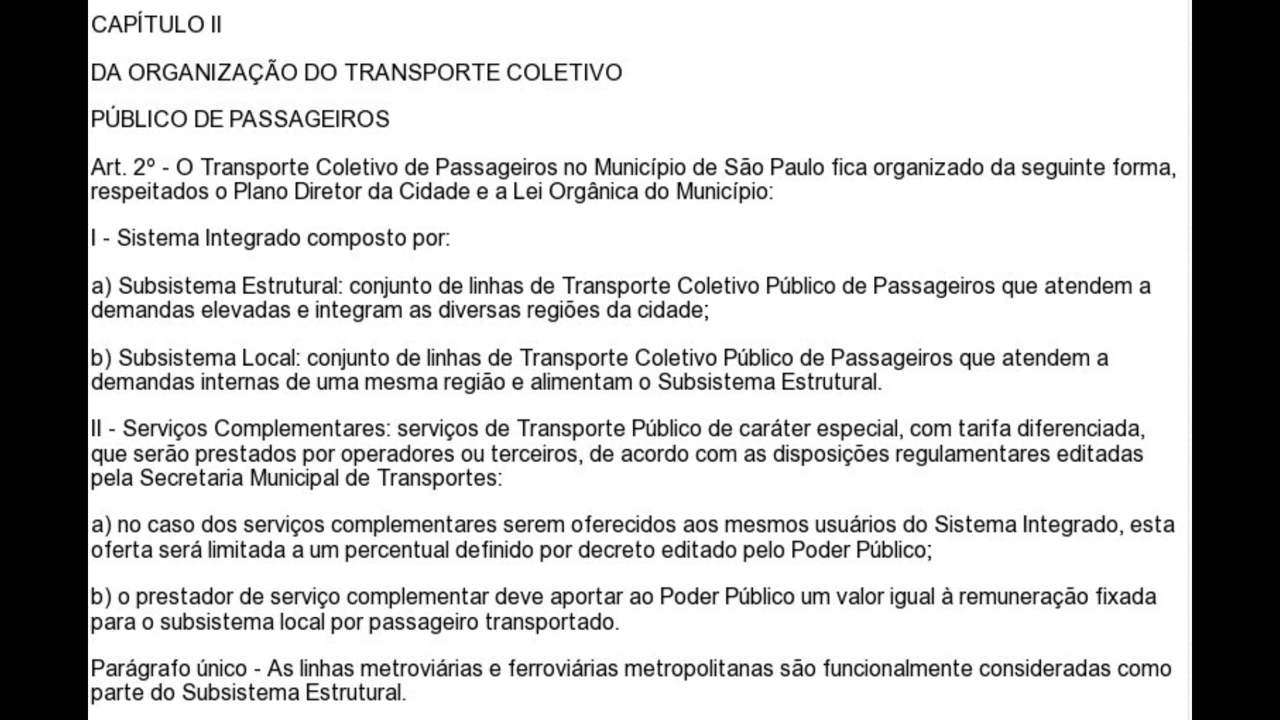 CAPÍTULO II
DA ORGANIZAÇÃO DO TRANSPORTE COLETIVO
PÚBLICO DE PASSAGEIROS
Art. 2º - O Transporte Coletivo de Passageiros no Município de São Paulo fica organizado da seguinte forma,
respeitados o Plano Diretor da Cidade e a Lei Orgânica do Município:
I - Sistema Integrado composto por:
a) Subsistema Estrutural: conjunto de linhas de Transporte Coletivo Público de Passageiros que atendem a
demandas elevadas e integram as diversas regiões da cidade;
b) Subsistema Local: conjunto de linhas de Transporte Coletivo Público de Passageiros que atendem a
demandas internas de uma mesma região e alimentam o Subsistema Estrutural.
II - Serviços Complementares: serviços de Transporte Público de caráter especial, com tarifa diferenciada,
que serão prestados por operadores ou terceiros, de acordo com as disposições regulamentares editadas
pela Secretaria Municipal de Transportes:
a) no caso dos serviços complementares serem oferecidos aos mesmos usuários do Sistema Integrado, esta
oferta será limitada a um percentual definido por decreto editado pelo Poder Público;
b) o prestador de serviço complementar deve aportar ao Poder Público um valor igual à remuneração fixada
para o subsistema local por passageiro transportado.
Parágrafo único - As linhas metroviárias e ferroviárias metropolitanas são funcionalmente consideradas como
parte do Subsistema Estrutural.